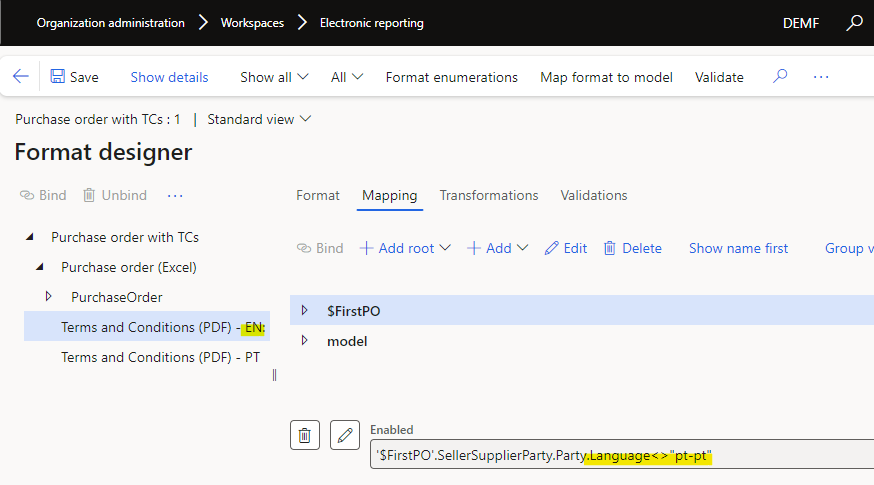 Organization administration > Workspaces > Electronic reporting DEMF
Save Show details Show all All Format enumerations Map format to model Validate ...
Purchase order with TCs : 1 | Standard view
Format designer
Bind Unbind ... Format Mapping Transformations Validations
Purchase order with TCs
Bind Add root Add Edit Delete Show name first Group v
Purchase order (Excel)
PurchaseOrder
Terms and Conditions (PDF) - EN:
Terms and Conditions (PDF) - PT
$FirstPO
model
Enabled
'$FirstPO'.SellerSupplierParty.Party.Language<>"pt-pt"